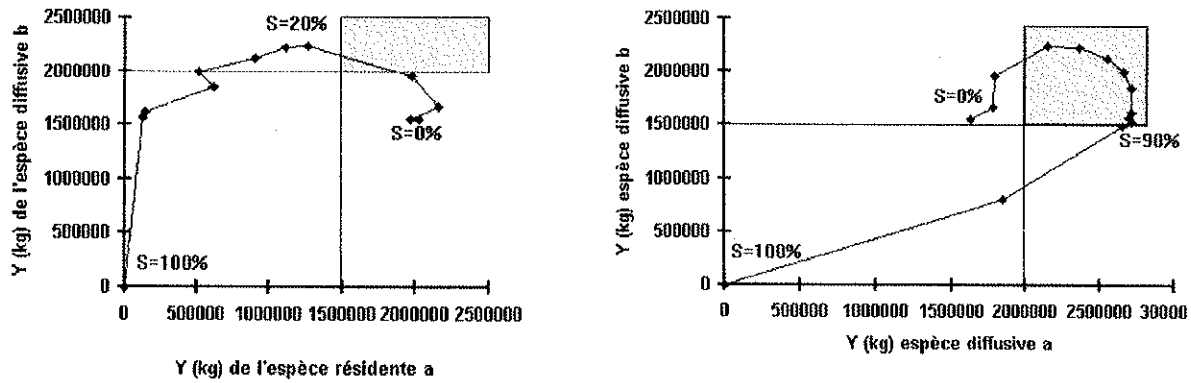 Y (kg) de l'espèce diffusive b
2500000
2000000
1500000
1000000
500000
0
S=20%
S=0%
S=100%
0 500000 1000000 1500000 2000000 2500000
Y (kg) de l'espèce résidente a
Y (kg) espèce diffusive b
2500000
2000000
1500000
1000000
500000
0
S=0%
S=90%
S=100%
0 500000 1000000 1500000 2000000 2500000 30000
Y (kg) espèce diffusive a